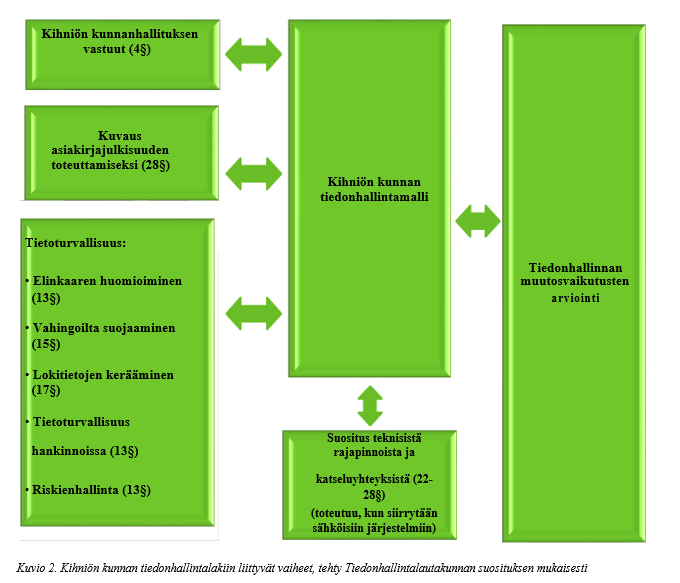 Kihniön kunnanhallituksen
vastuut (4§)
Kuvaus
asiakirjajulkisuuden
toteuttamiseksi (28§)
Tietoturvallisuus:
• Elinkaaren huomioiminen
(13§)
• Vahingoilta suojaaminen
(15§)
• Lokitietojen kerääminen
(17§)
• Tietoturvallisuus
hankinnoissa (13§)
• Riskienhallinta (13§)
Kihniön kunnan
tiedonhallintamalli
Suositus teknisistä
rajapinnoista ja
katseluyhteyksistä (22-
28§)
(toteutuu, kun siirrytään
sähköisiin järjestelmiin)
Tiedonhallinnan
muutosvaikutusten
arviointi
Kuvio 2. Kihniön kunnan tiedonhallintalakiin liittyvät vaiheet, tehty Tiedonhallintalautakunnan suosituksen mukaisesti